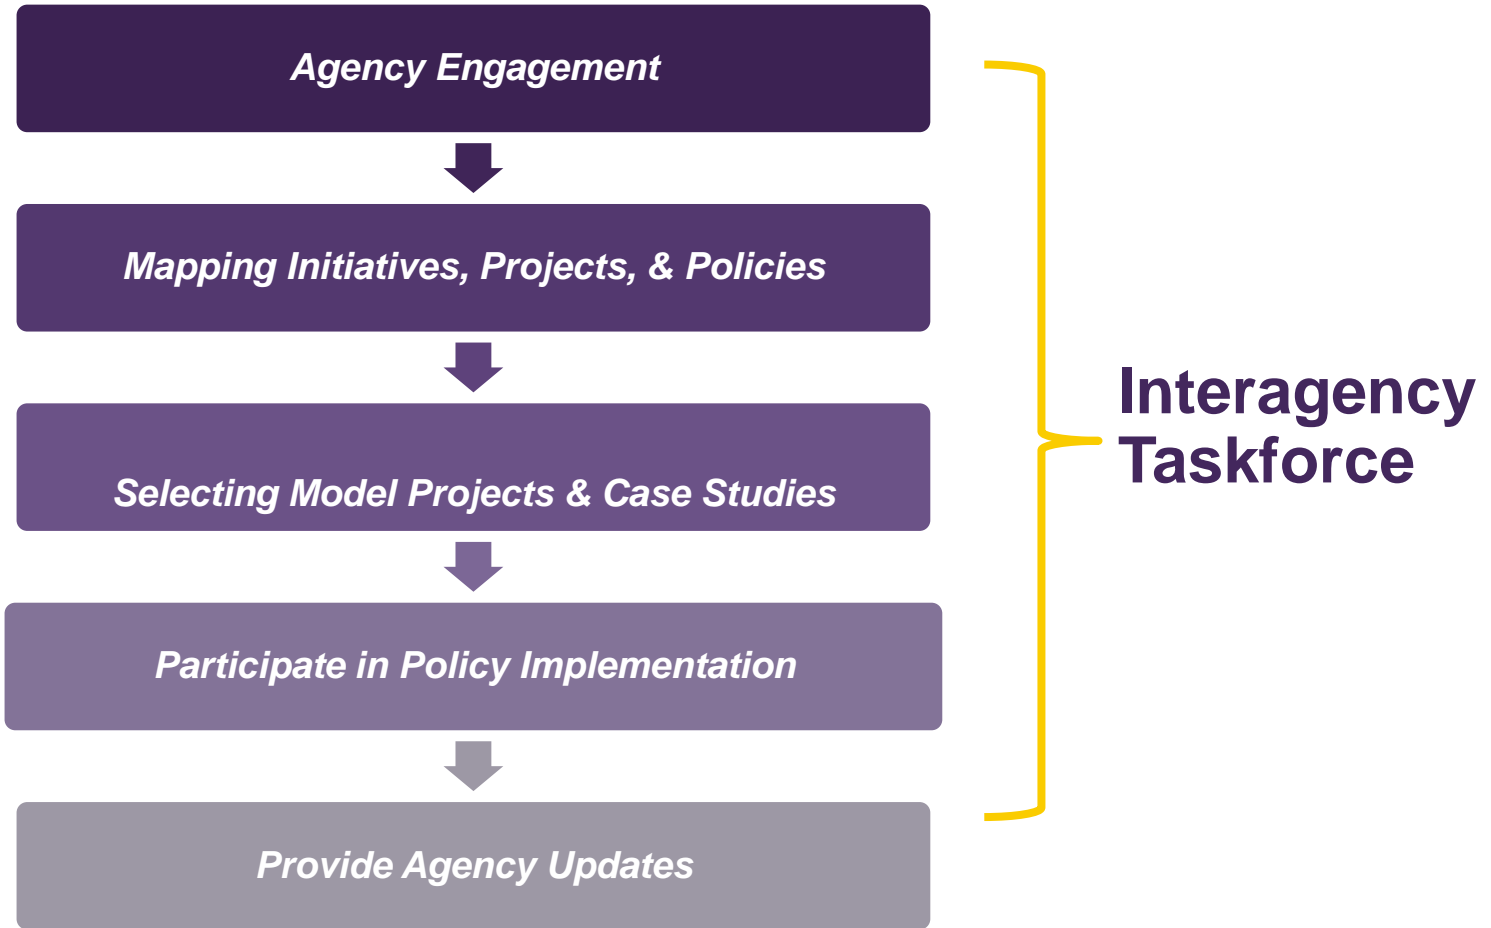 Agency Engagement
Mapping Initiatives, Projects, & Policies
Selecting Model Projects & Case Studies
Participate in Policy Implementation
Provide Agency Updates
Interagency
Taskforce